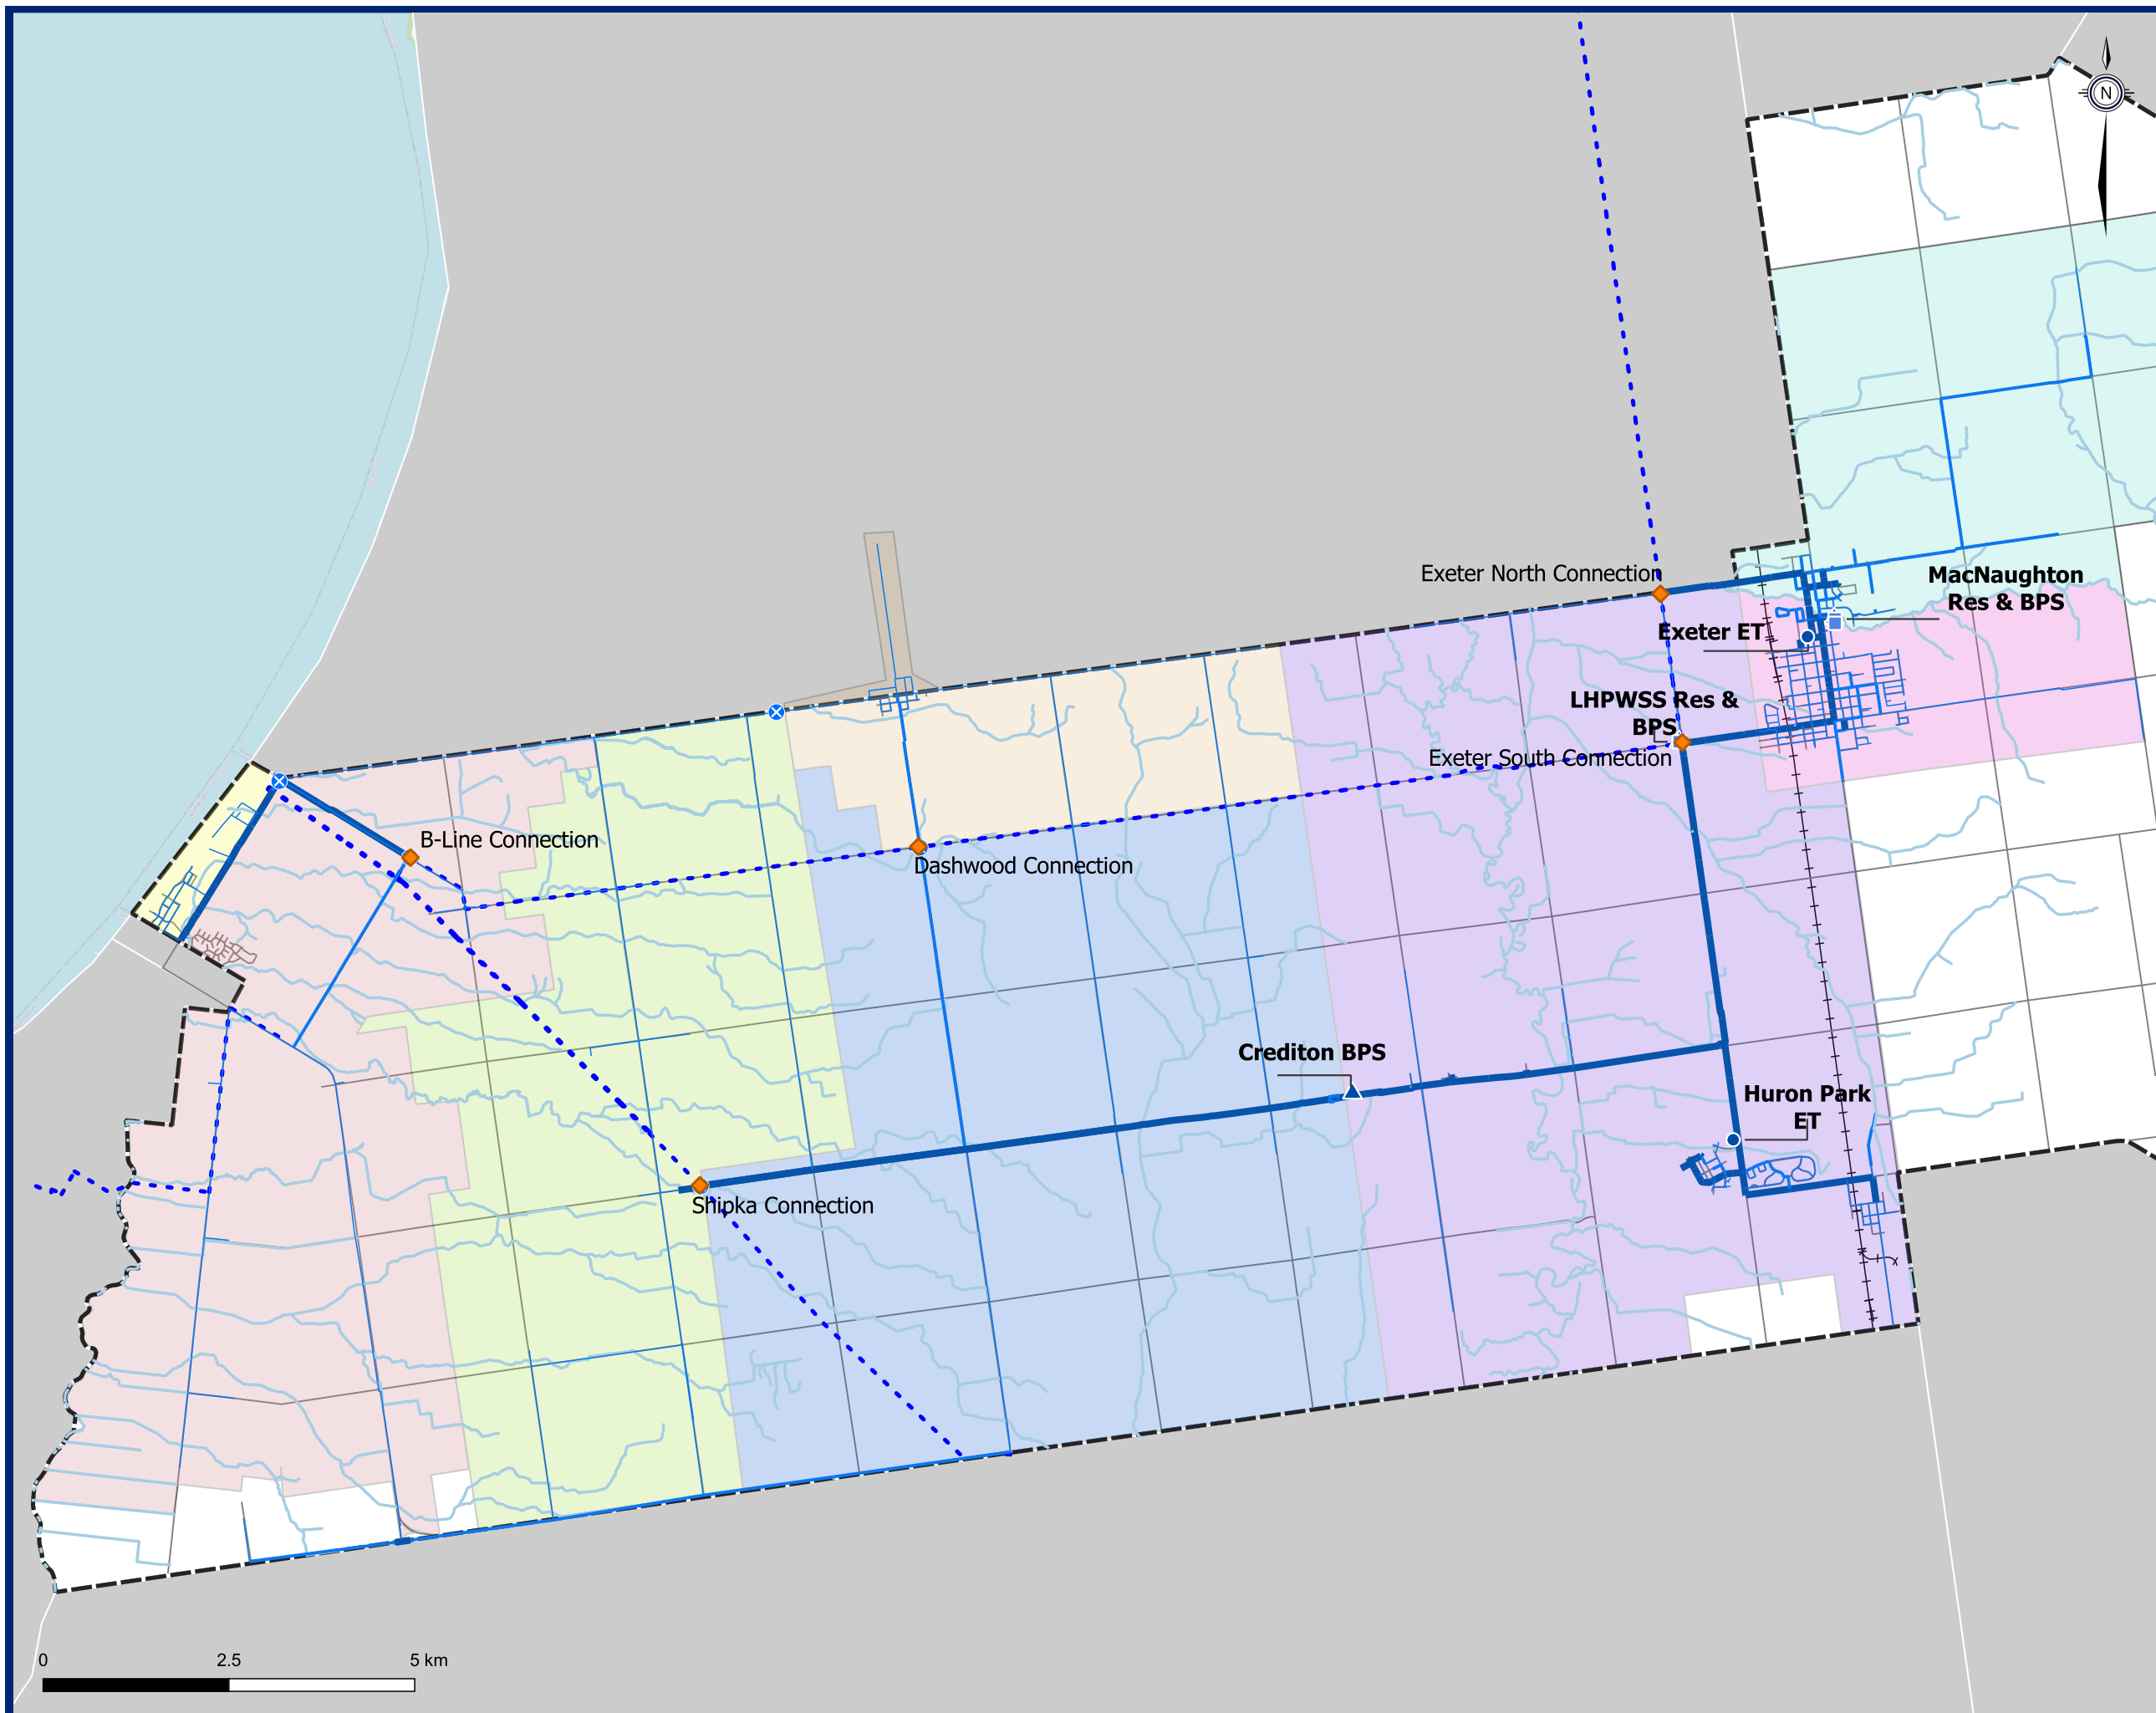 N
Exeter North Connection
MacNaughton
Res & BPS
Exeter ET
LHPWSS Res &
BPS
Exeter South Connection
B-Line Connection
Dashwood Connection
Crediton BPS
Huron Park
ET
Shipka Connection
0 2.5 5 km